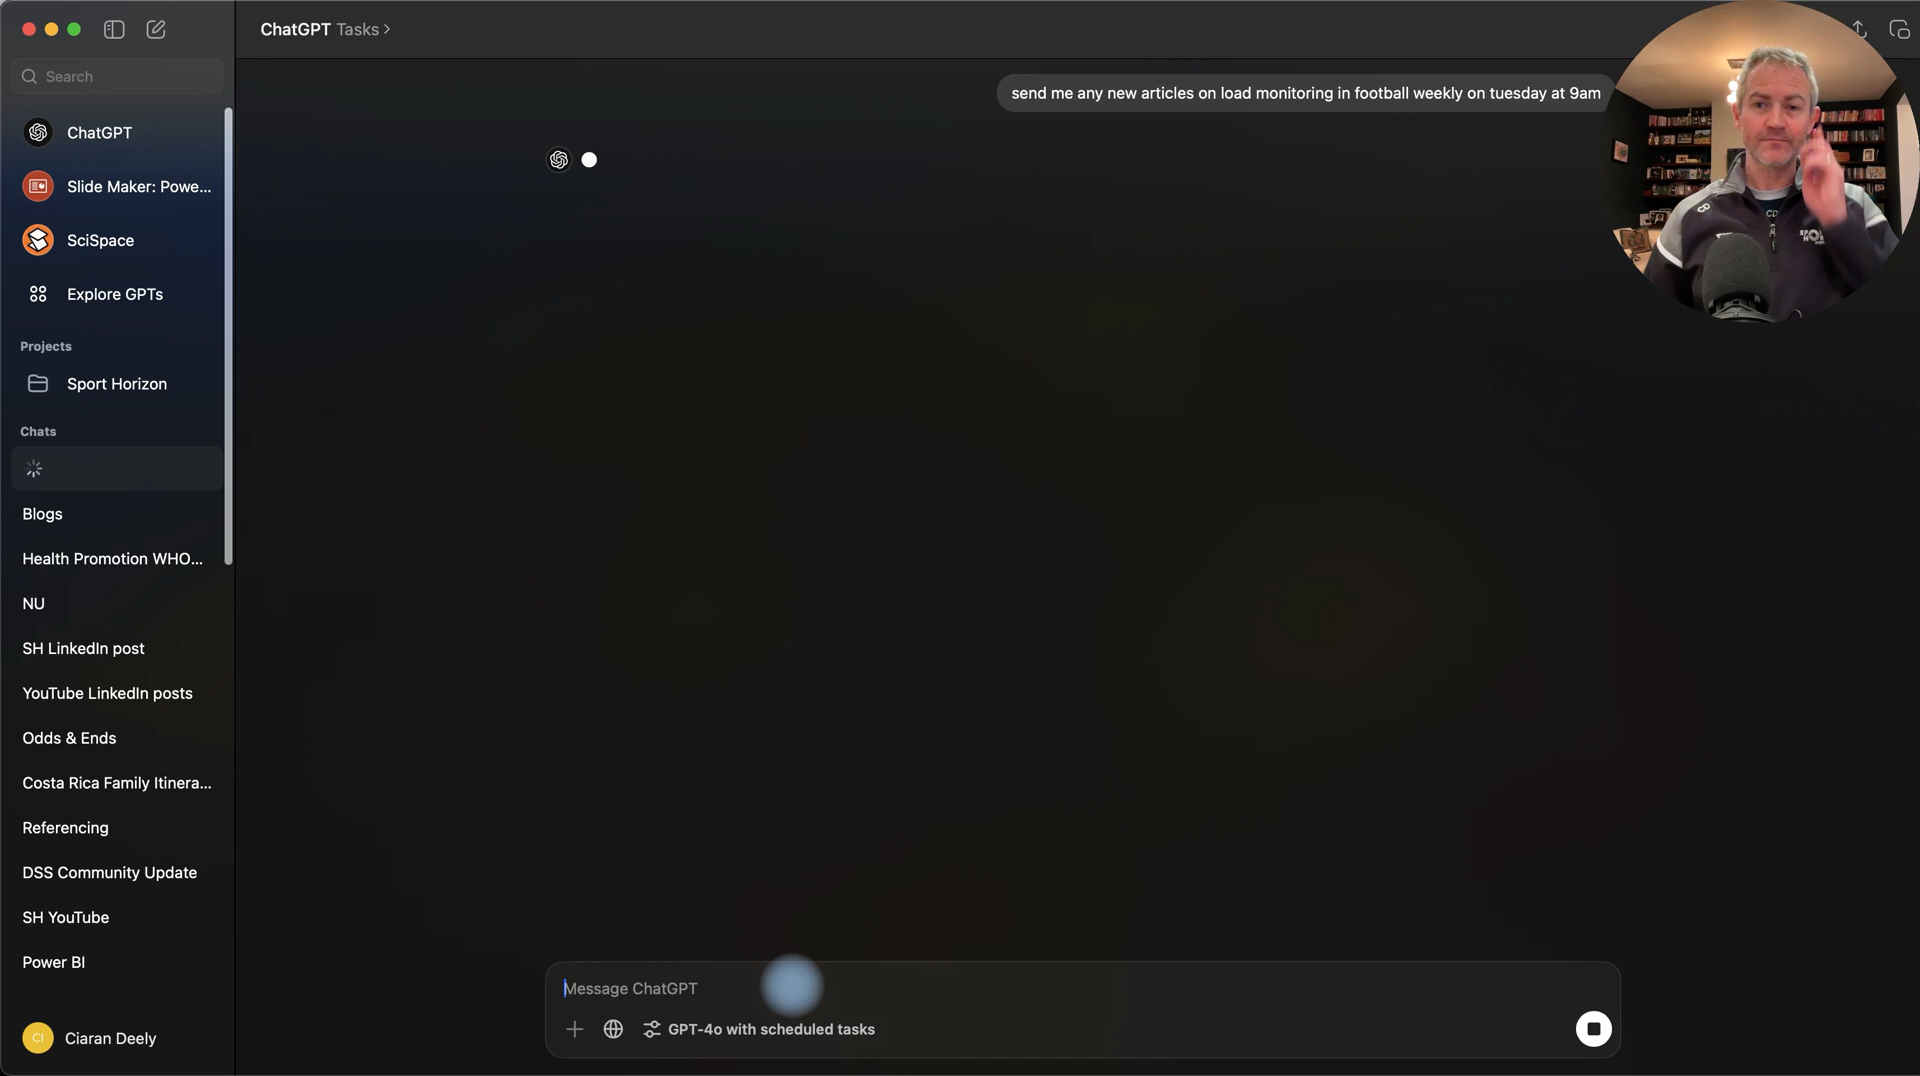 ChatGPT Tasks >
Search
ChatGPT
Slide Maker: Powe...
SciSpace
Explore GPTs
Projects
Sport Horizon
Chats
Blogs
Health Promotion WHO...
NU
SH LinkedIn post
YouTube LinkedIn posts
Odds & Ends
Costa Rica Family Itinera...
Referencing
DSS Community Update
SH YouTube
Power BI
CI
Ciaran Deely
send me any new articles on load monitoring in football weekly on tuesday at 9am
Message ChatGPT
GPT-4o with scheduled tasks
CD